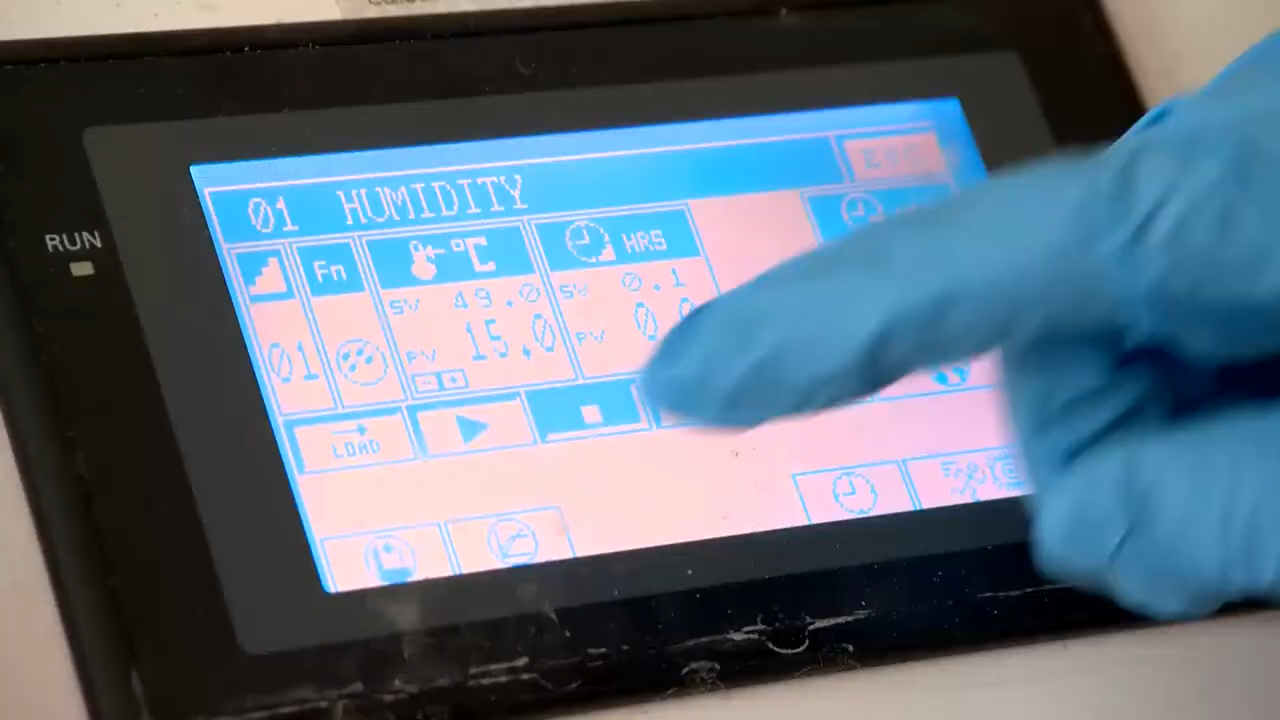 01 HUMIDITY
RUN
Fn
°C
HRS
SV 49.0
SV 0.1
01
PV 15.0
PV
LOAD